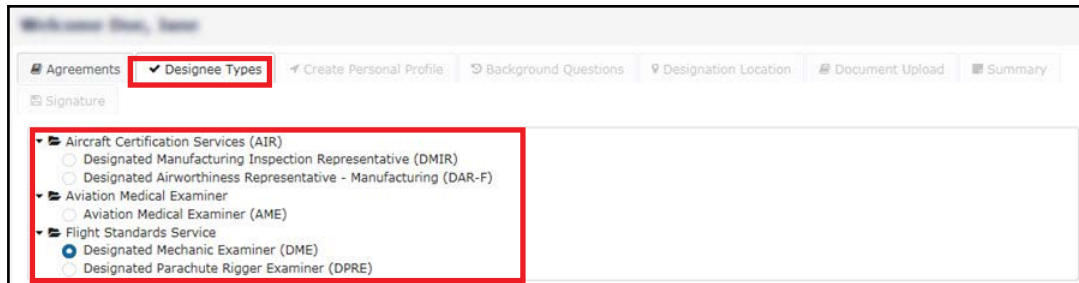 Agreements Designee Types Create Personal Profile Background Questions Designation Location Document Upload Summary
Signature
Aircraft Certification Services (AIR)
Designated Manufacturing Inspection Representative (DMIR)
Designated Airworthiness Representative - Manufacturing (DAR-F)
Aviation Medical Examiner
Aviation Medical Examiner (AME)
Flight Standards Service
Designated Mechanic Examiner (DME)
Designated Parachute Rigger Examiner (DPRE)